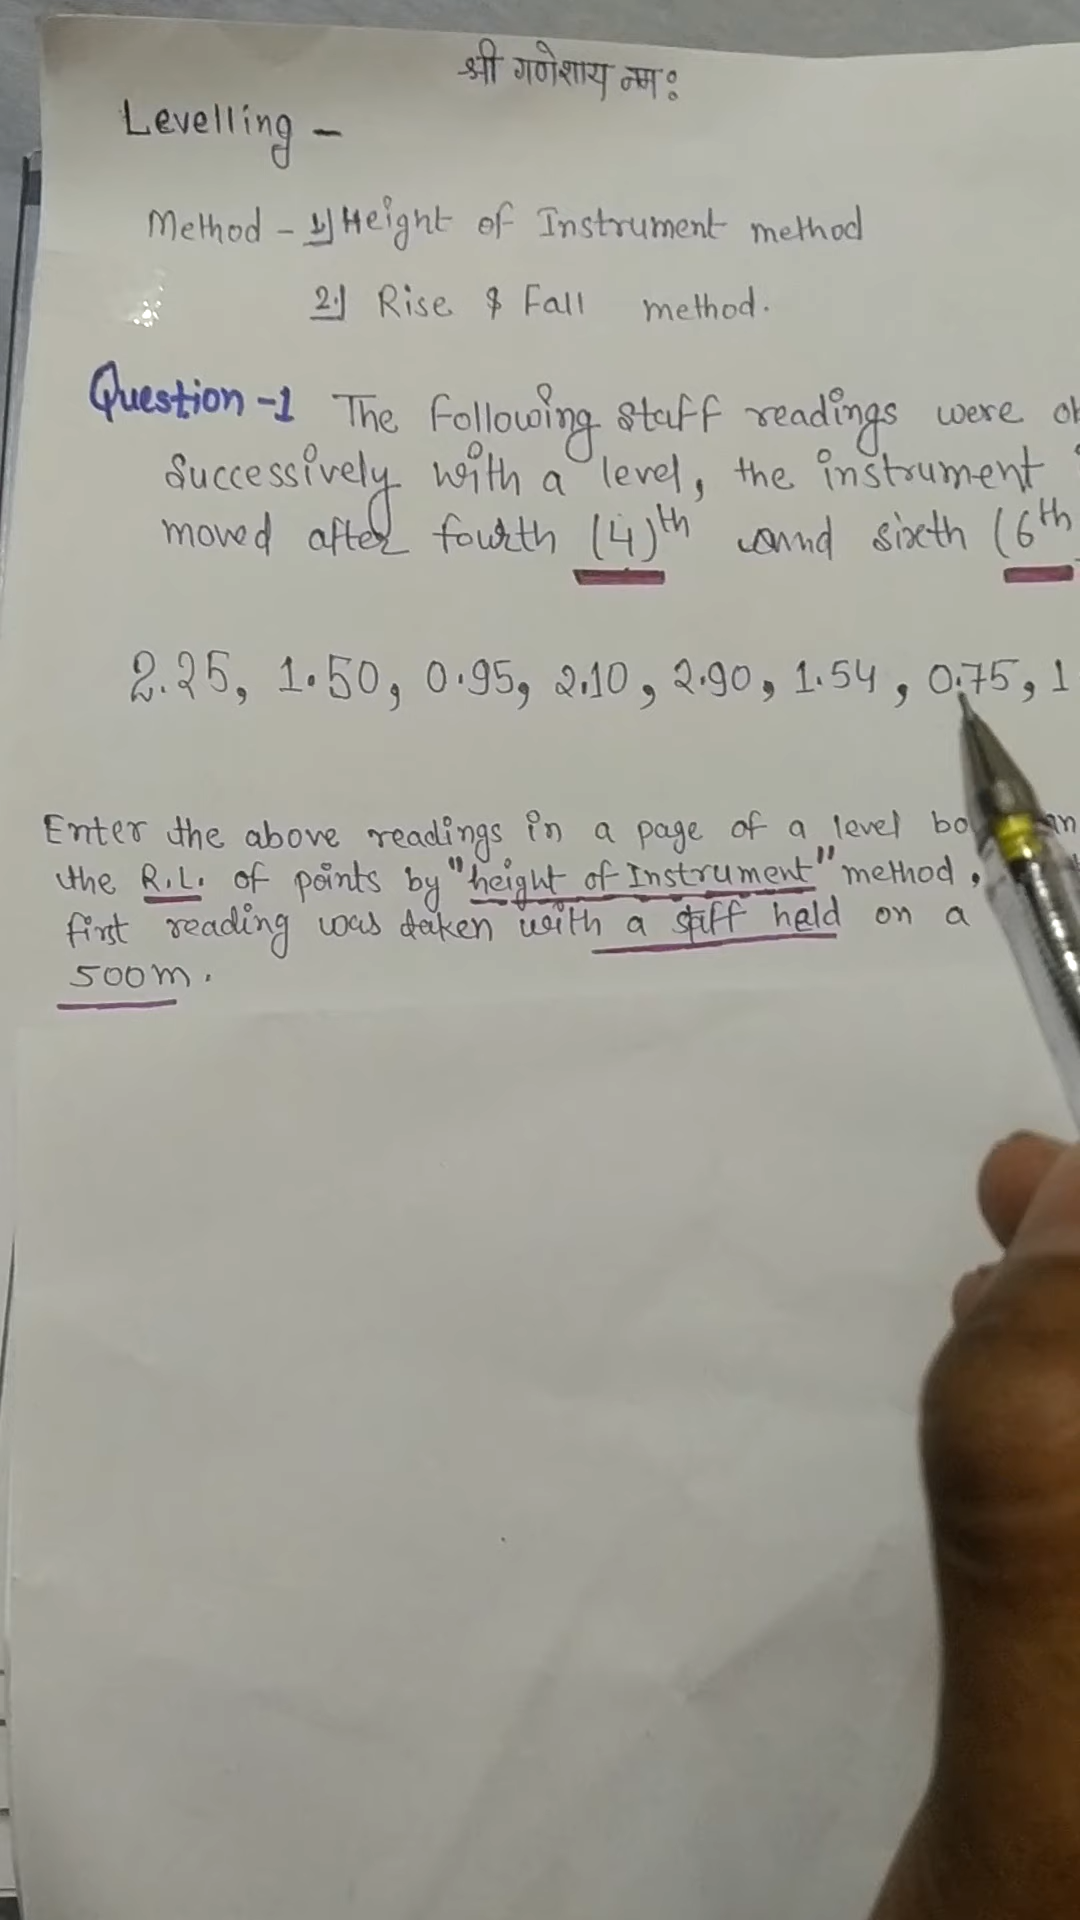 श्री गणेशाय नमः
Levelling -
Method - 1) Height of Instrument method
2) Rise & Fall method.
Question-1 The following staff readings were
Successively with a level, the instrument
moved after fourth (4)th and sixth (6th
2.25, 1.50, 0.95, 2.10, 2.90, 1.54, 0.75, 1
Enter the above readings in a page of a level
the R.L. of points by "height of Instrument" method.
first reading was taken with a staff held on a
500m.